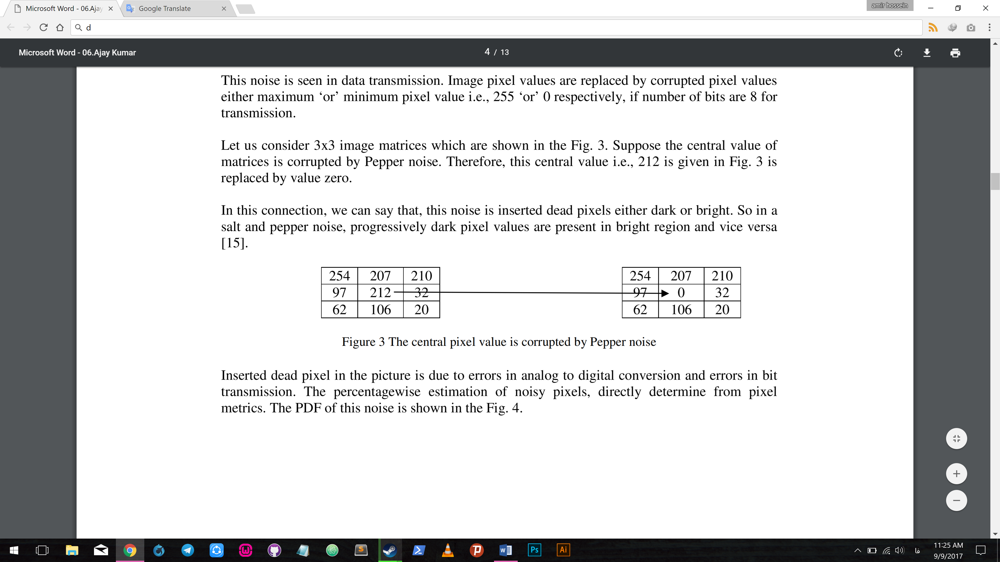 Microsoft Word - 06.Ajay
Google Translate
amir hossein
d
Microsoft Word - 06.Ajay Kumar
4 / 13
This noise is seen in data transmission. Image pixel values are replaced by corrupted pixel values
either maximum ‘or’ minimum pixel value i.e., 255 ‘or’ 0 respectively, if number of bits are 8 for
transmission.
Let us consider 3x3 image matrices which are shown in the Fig. 3. Suppose the central value of
matrices is corrupted by Pepper noise. Therefore, this central value i.e., 212 is given in Fig. 3 is
replaced by value zero.
In this connection, we can say that, this noise is inserted dead pixels either dark or bright. So in a
salt and pepper noise, progressively dark pixel values are present in bright region and vice versa
[15].
254 207 210
97 212 32
62 106 20
254 207 210
97 0 32
62 106 20
Figure 3 The central pixel value is corrupted by Pepper noise
Inserted dead pixel in the picture is due to errors in analog to digital conversion and errors in bit
transmission. The percentagewise estimation of noisy pixels, directly determine from pixel
metrics. The PDF of this noise is shown in the Fig. 4.
S
W
Ps
Ai
فا
11:25 AM
9/9/2017